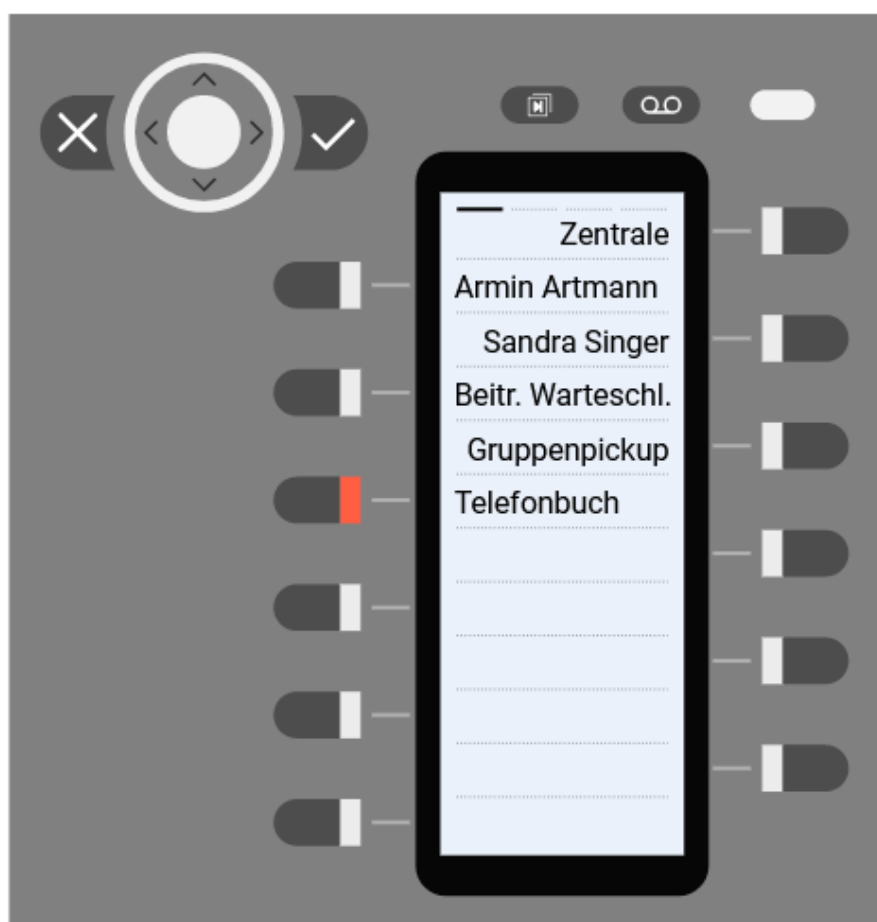 Zentrale
Armin Artmann
Sandra Singer
Beitr. Warteschl.
Gruppenpickup
Telefonbuch